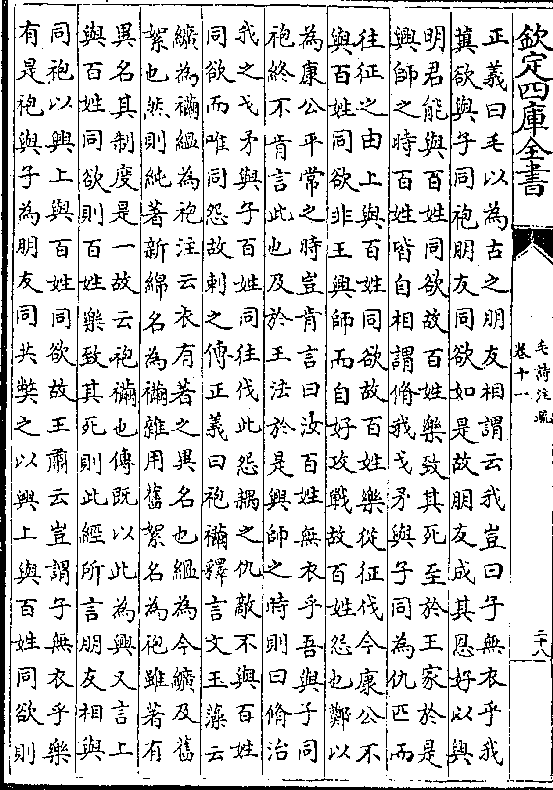 欽定四庫全書
毛詩注疏
卷十一
二十八
正義曰毛以為古之朋友相謂云我豈曰子無衣乎我
冀欲與子同袍朋友同欲如是故朋友成其恩好以興
明君能與百姓同欲故百姓樂致其死至於王家於是
興師之時百姓皆自相謂脩我戈矛與子同為仇匹而
往征之由上與百姓同欲故百姓樂從征伐今康公不
與百姓同欲非王興師而自好攻戰故百姓怨也鄭以
為康公平常之時豈肯言曰汝百姓無衣乎吾與子同
袍終不肯言此也及於王法於是興師之時則曰脩治
我之戈矛與子百姓同往伐此怨耦之仇敵不與百姓
同欲而唯同怨故刺之傳正義曰袍襺釋言文玉藻云
纊為襺緼為袍注云衣有著之異名也緼為今纊及舊
絮也然則純著新綿名為襺雜用舊絮名為袍雖著有
異名其制度是一故云袍襺也傳既以此為興又言上
與百姓同欲則百姓樂致其死則此經所言朋友相與
同袍以興上與百姓同欲故王肅云豈謂子無衣乎樂
有是袍與子為朋友同共獘之以興上與百姓同欲則